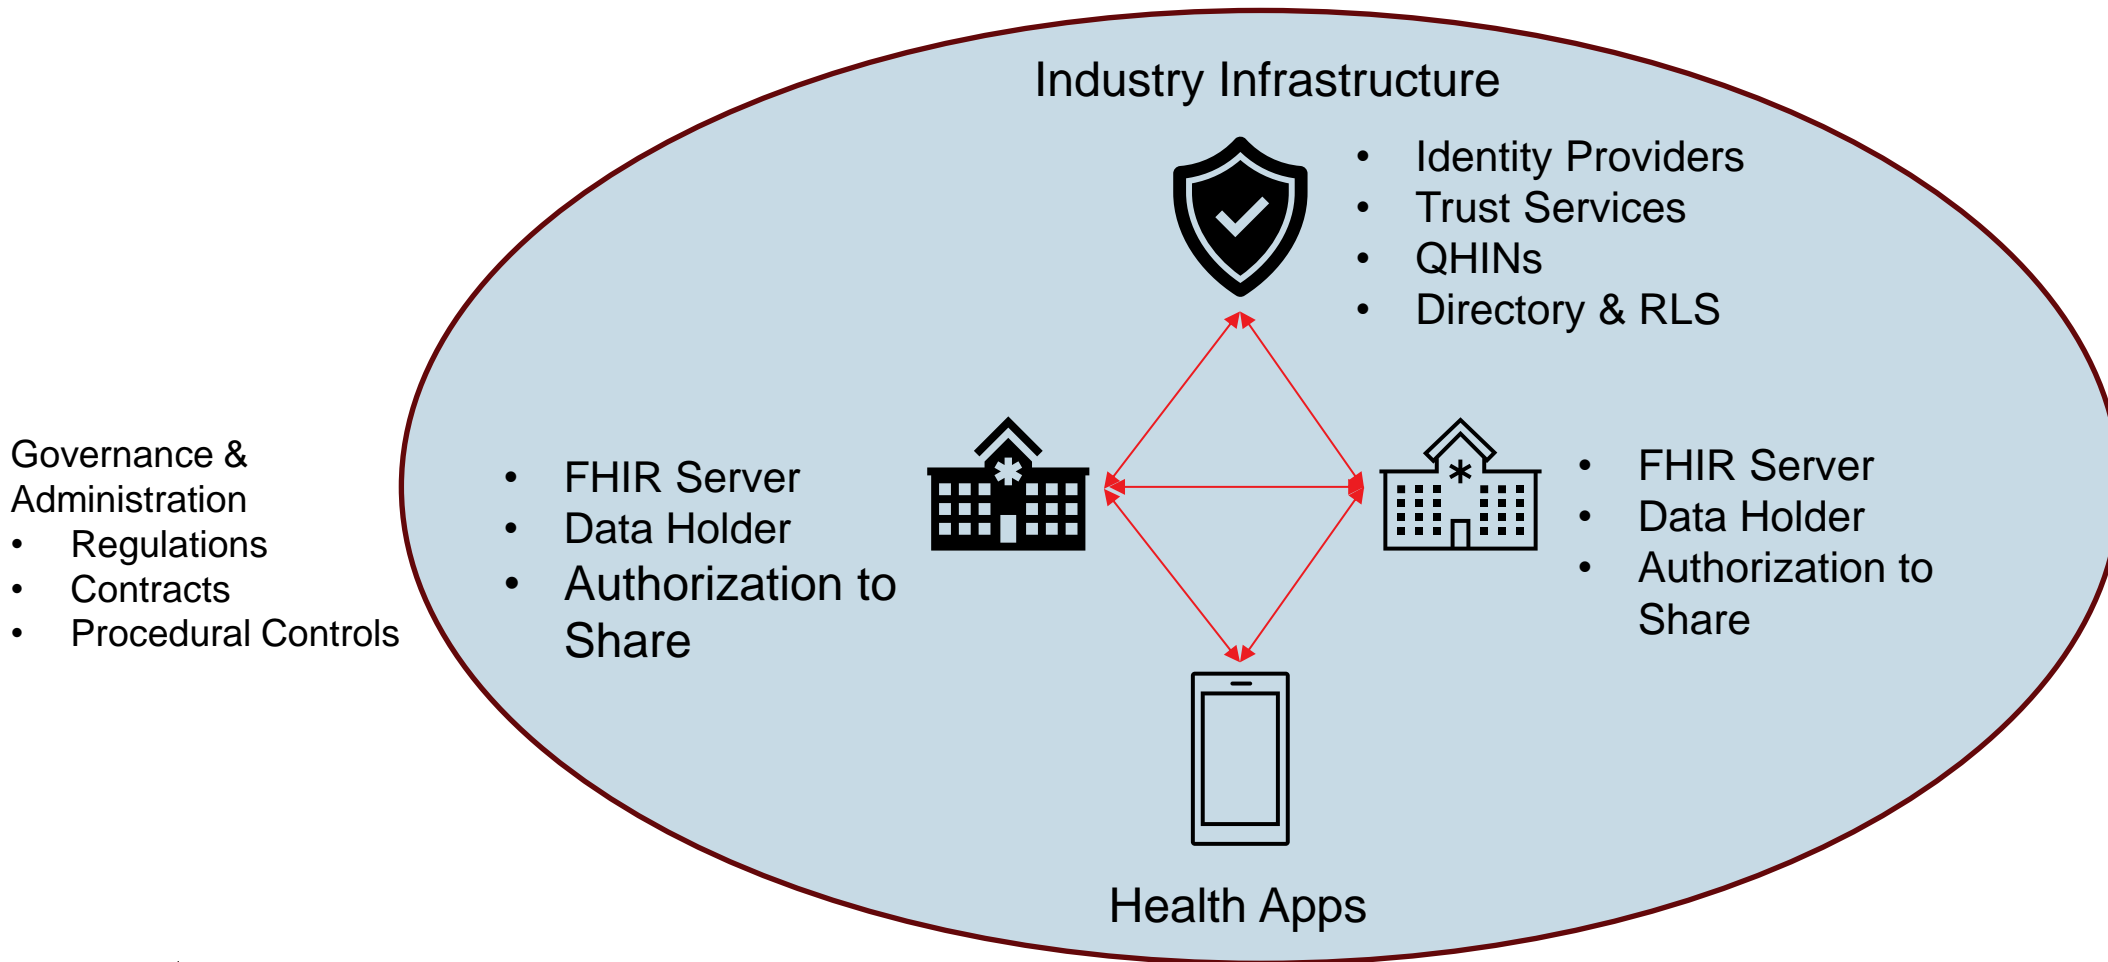 Industry Infrastructure
• Identity Providers
• Trust Services
• QHINs
• Directory & RLS
Governance &
Administration
• Regulations
• Contracts
• Procedural Controls
• FHIR Server
• Data Holder
• Authorization to
Share
• FHIR Server
• Data Holder
• Authorization to
Share
Health Apps